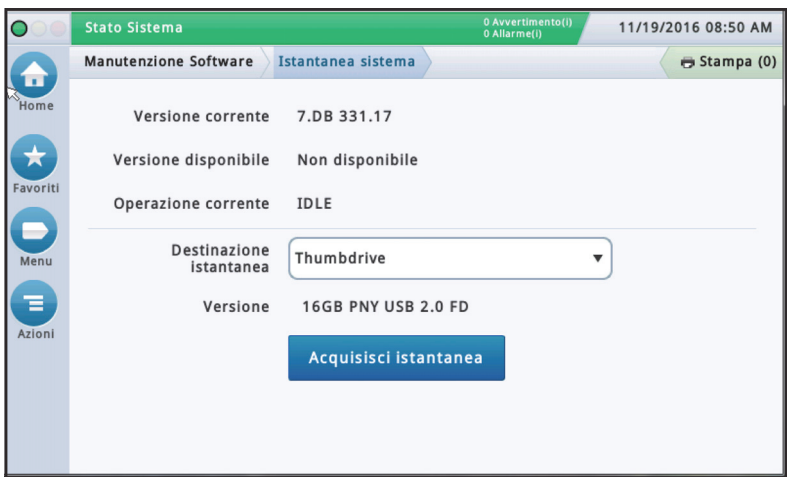 Stato Sistema
0 Avvertimento(i)
0 Allarme(i)
11/19/2016 08:50 AM
Manutenzione Software
Istantanea sistema
Stampa (0)
Home
Favoriti
Menu
Azioni
Versione corrente 7.DB 331.17
Versione disponibile Non disponibile
Operazione corrente IDLE
Destinazione
istantanea
Thumbdrive
Versione 16GB PNY USB 2.0 FD
Acquisisci istantanea